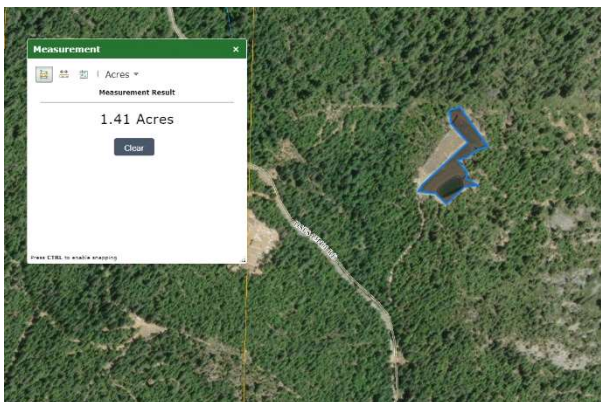 Measurement
Acres
Measurement Result
1.41 Acres
Clear
Press CTRL to enable snapping